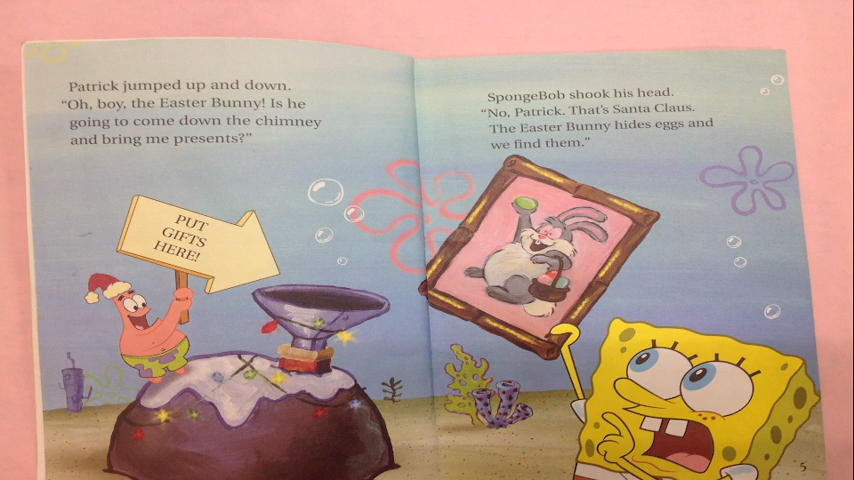 Patrick jumped up and down.
“Oh, boy, the Easter Bunny! Is he
going to come down the chimney
and bring me presents?”
PUT
GIFTS
HERE!
SpongeBob shook his head.
“No, Patrick. That’s Santa Claus.
The Easter Bunny hides eggs and
we find them.”
5